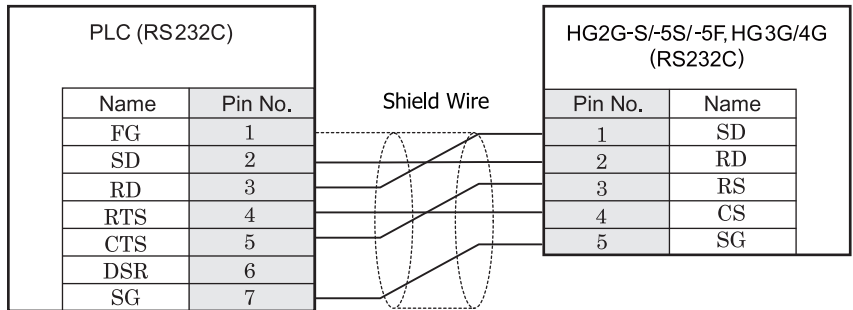 PLC (RS232C)
HG2G-S/-5S/-5F, HG3G/4G
(RS232C)
Name Pin No. Shield Wire Pin No. Name
FG 1 1 SD
SD 2 2 RD
RD 3 3 RS
RTS 4 4 CS
CTS 5 5 SG
DSR 6
SG 7